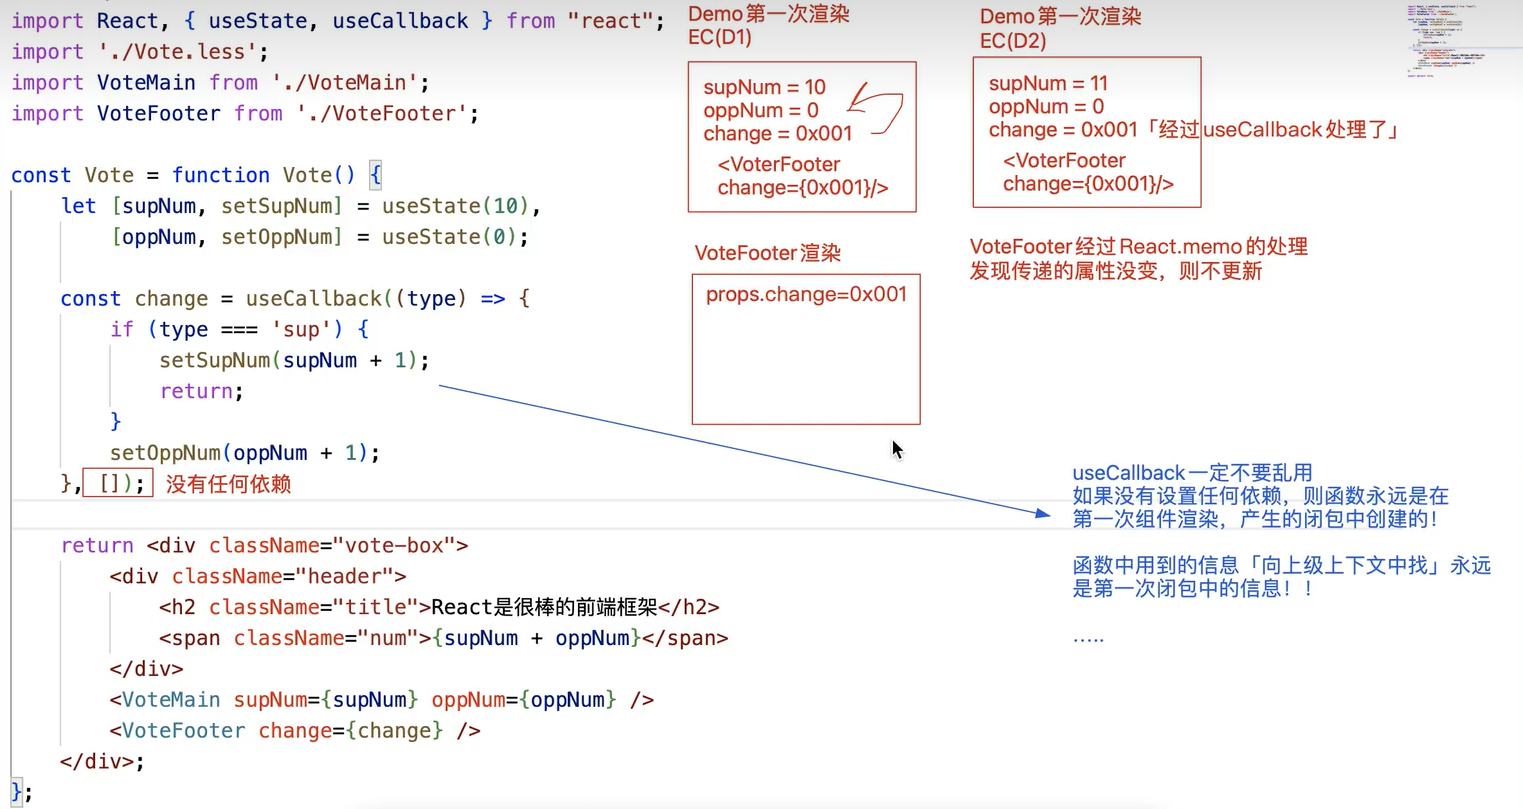 import React, { useState, useCallback } from "react";
import './Vote.less';
import VoteMain from './VoteMain';
import VoteFooter from './VoteFooter';
const Vote = function Vote() {
let [supNum, setSupNum] = useState(10),
[oppNum, setOppNum] = useState(0);
const change = useCallback((type) => {
if (type === 'sup') {
setSupNum(supNum + 1);
return;
}
setOppNum(oppNum + 1);
}, []); 没有任何依赖
return <div className="vote-box">
<div className="header">
<h2 className="title">React是很棒的前端框架</h2>
<span className="num">{supNum + oppNum}</span>
</div>
<VoteMain supNum={supNum} oppNum={oppNum} />
<VoteFooter change={change} />
</div>;
};
Demo第一次渲染
EC(D1)
supNum = 10
oppNum = 0
change = 0x001
<VoterFooter
change={0x001}/>
VoteFooter渲染
props.change=0x001
Demo第一次渲染
EC(D2)
supNum = 11
oppNum = 0
change = 0x001「经过useCallback处理了」
<VoterFooter
change={0x001}/>
VoteFooter经过React.memo的处理
发现传递的属性没变，则不更新
useCallback一定不要乱用
如果没有设置任何依赖，则函数永远是在
第一次组件渲染，产生的闭包中创建的！
函数中用到的信息「向上级上下文中找」永远
是第一次闭包中的信息！！
.....